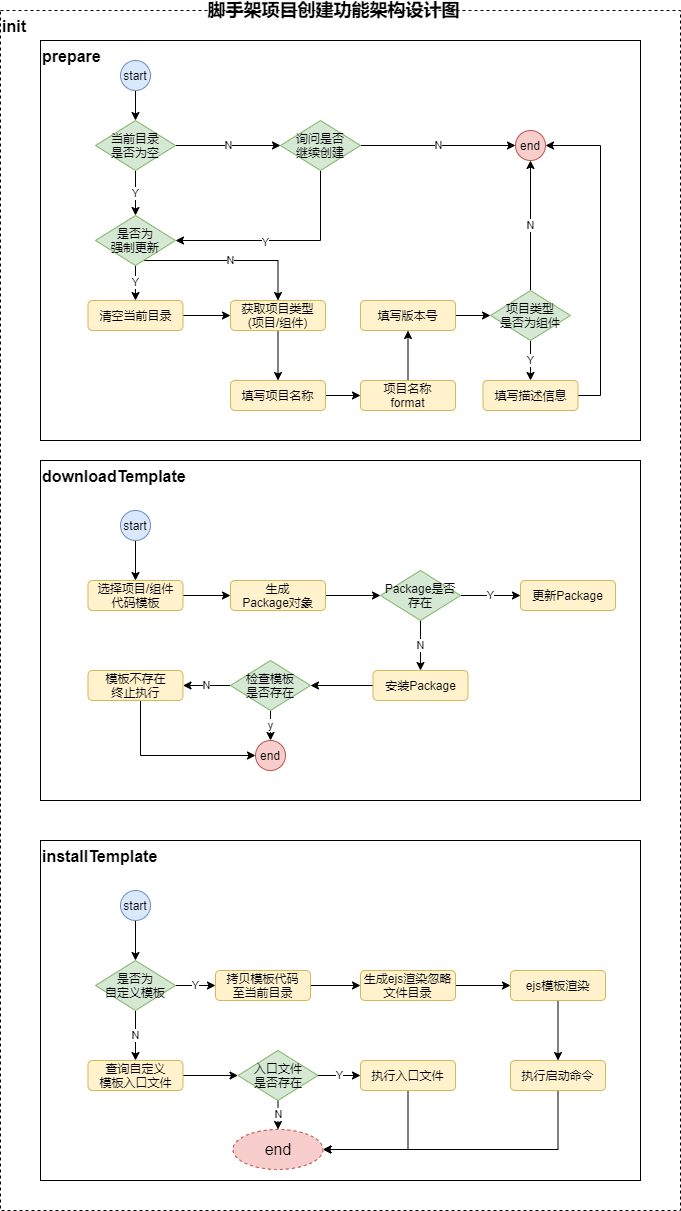 脚手架项目创建功能架构设计图
init
prepare
start
当前目录
是否为空
N
询问是否
继续创建
N
end
Y
Y
是否为
强制更新
N
N
Y
清空当前目录
获取项目类型
(项目/组件)
填写版本号
项目类型
是否为组件
Y
填写项目名称
项目名称
format
填写描述信息
downloadTemplate
start
选择项目/组件
代码模板
生成
Package对象
Package是否
存在
Y
更新Package
N
模板不存在
终止执行
N
检查模板
是否存在
安装Package
y
end
installTemplate
start
是否为
自定义模板
Y
拷贝模板代码
至当前目录
生成ejs渲染忽略
文件目录
ejs模板渲染
N
查询自定义
模板入口文件
入口文件
是否存在
Y
执行入口文件
执行启动命令
N
end